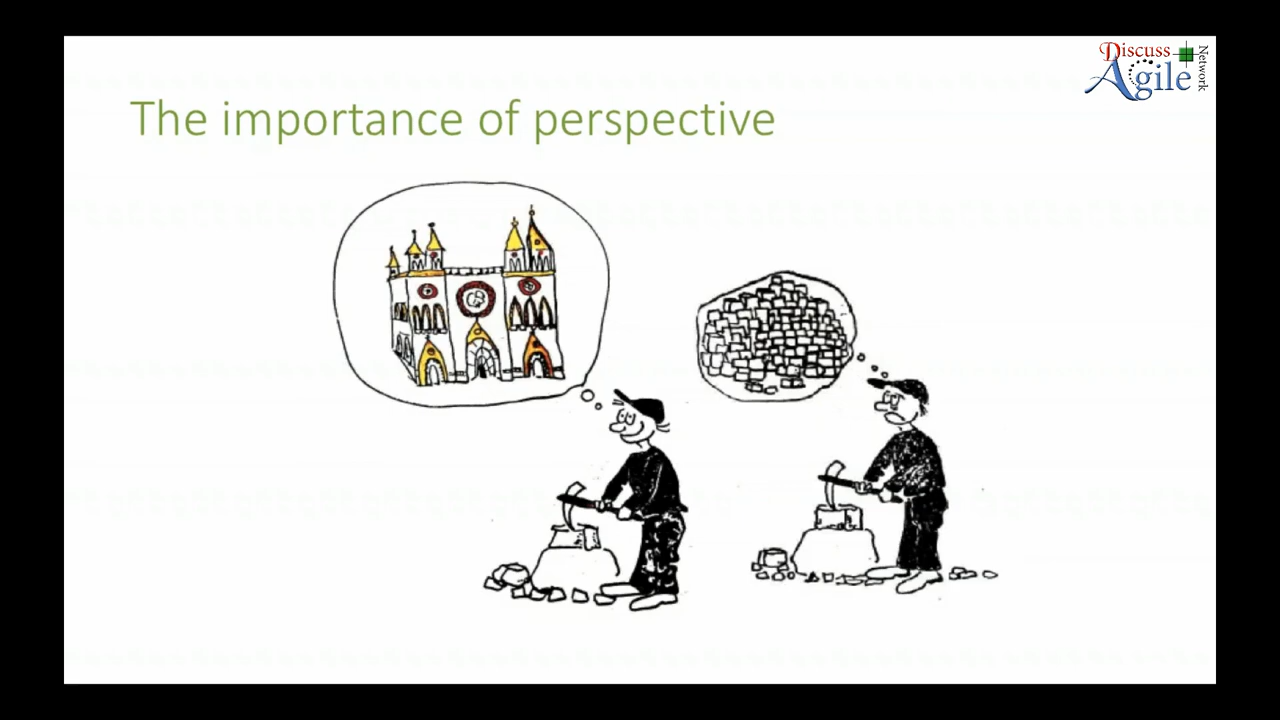 Discuss
Agile
Network
The importance of perspective